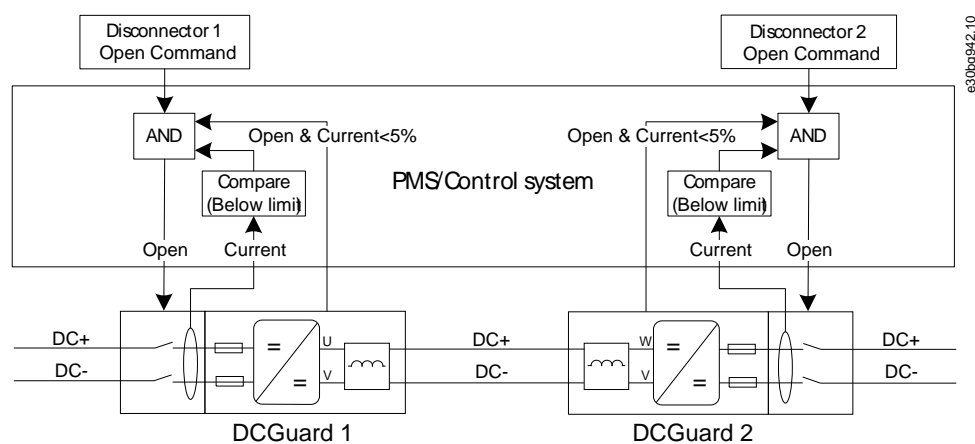 Disconnector 1
Open Command
Disconnector 2
Open Command
e30bg942.10
AND
Open & Current<5%
Open & Current<5%
AND
Compare
(Below limit)
PMS/Control system
Compare
(Below limit)
Open
Current
Current
Open
DC+
U
DC+
W
DC+
DC-
V
DC-
V
DC-
=
=
=
=
DCGuard 1
DCGuard 2